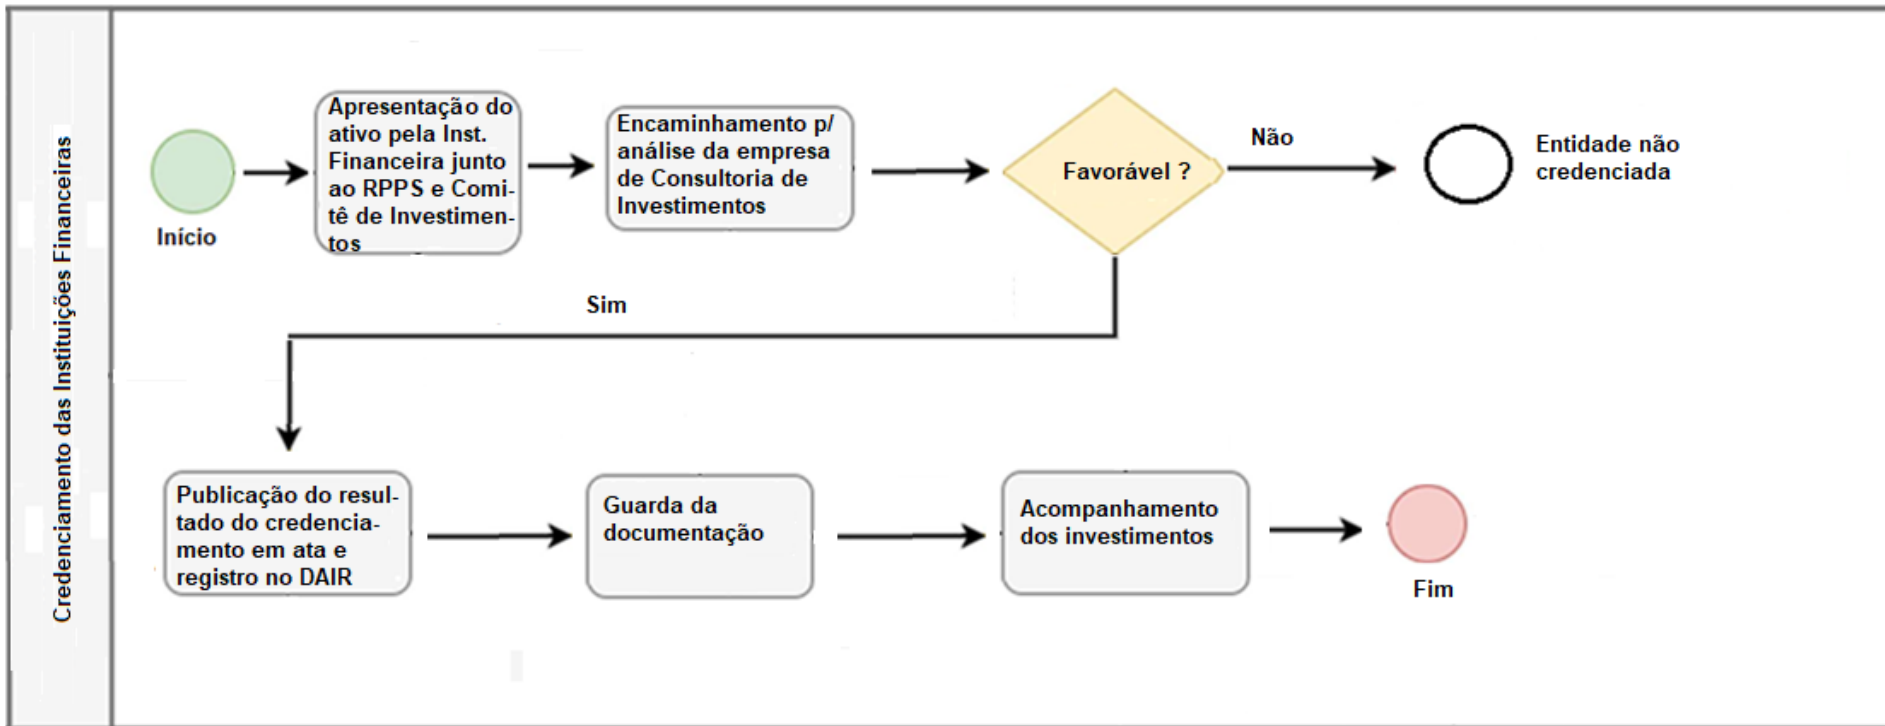 Credenciamento das Instituições Financeiras
Início
Apresentação do
ativo pela Inst.
Financeira junto
ao RPPS e Comi-
tê de Investimen-
tos
Encaminhamento p/
análise da empresa
de Consultoria de
Investimentos
Favorável ?
Não
Entidade não
credenciada
Sim
Publicação do resul-
tado do credencia-
mento em ata e
registro no DAIR
Guarda da
documentação
Acompanhamento
dos investimentos
Fim